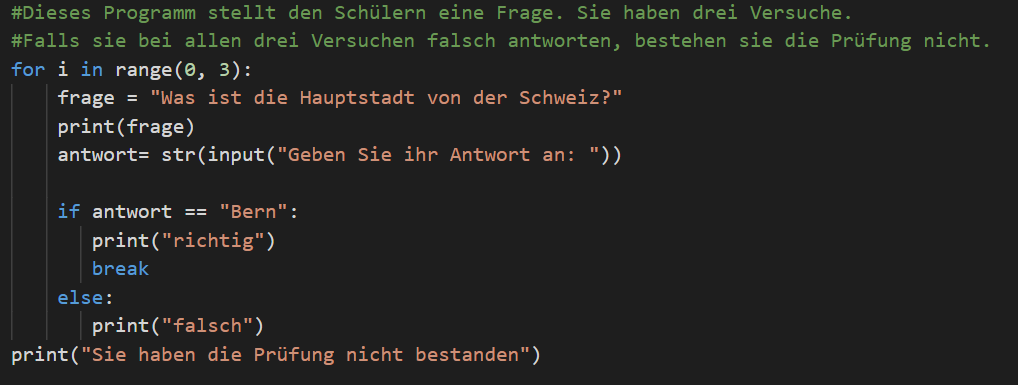 #Dieses Programm stellt den Schülern eine Frage. Sie haben drei Versuche.
#Falls sie bei allen drei Versuchen falsch antworten, bestehen sie die Prüfung nicht.
for i in range(0, 3):
    frage = "Was ist die Hauptstadt von der Schweiz?"
    print(frage)
    antwort= str(input("Geben Sie ihr Antwort an: "))

    if antwort == "Bern":
        print("richtig")
        break
    else:
        print("falsch")
print("Sie haben die Prüfung nicht bestanden")